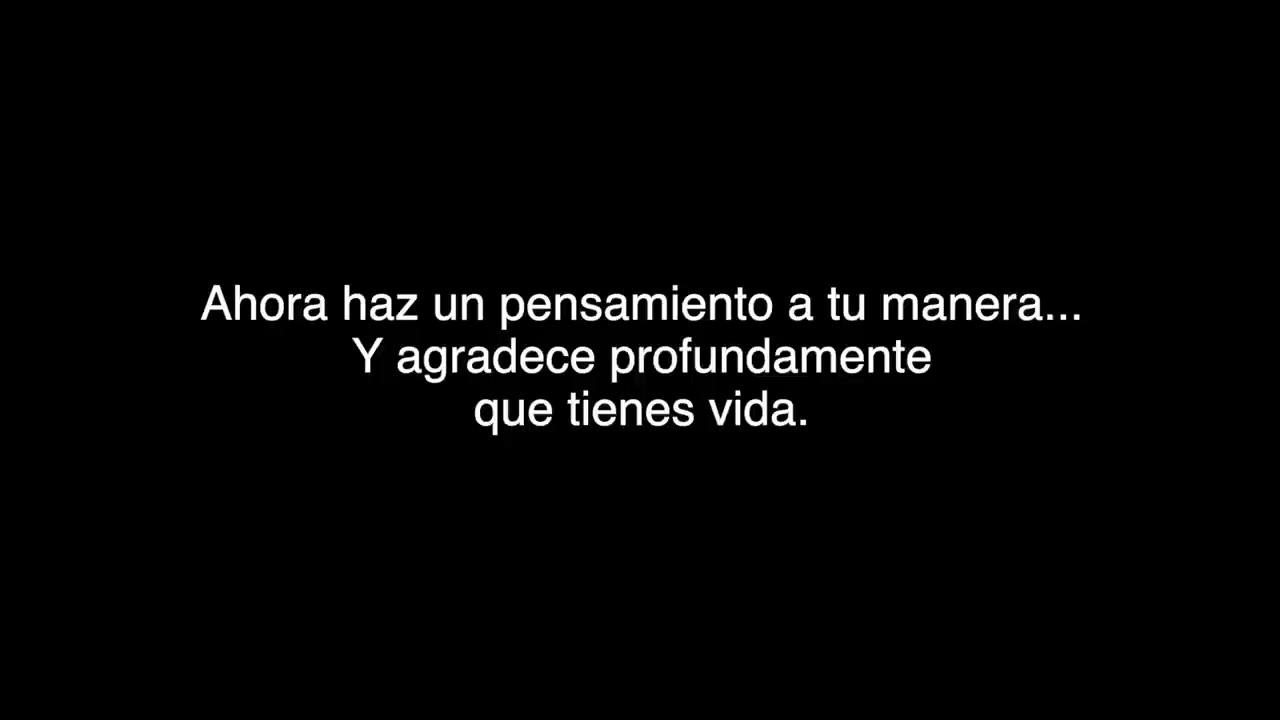 Ahora haz un pensamiento a tu manera...
Y agradece profundamente
que tienes vida.